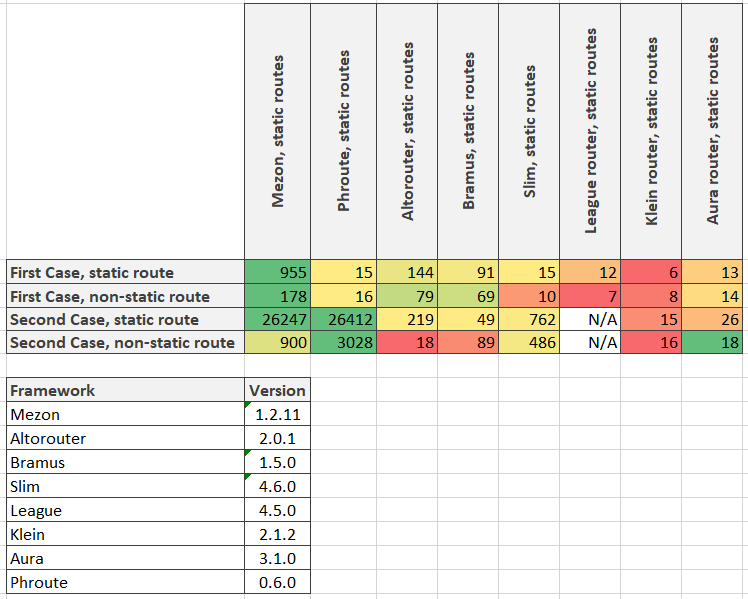 Mezon, static routes
Phroute, static routes
Altorouter, static routes
Bramus, static routes
Slim, static routes
League router, static routes
Klein router, static routes
Aura router, static routes
First Case, static route 955 15 144 91 15 12 6 13
First Case, non-static route 178 16 79 69 10 7 8 14
Second Case, static route 26247 26412 219 49 762 N/A 15 26
Second Case, non-static route 900 3028 18 89 486 N/A 16 18
Framework Version
Mezon 1.2.11
Altorouter 2.0.1
Bramus 1.5.0
Slim 4.6.0
League 4.5.0
Klein 2.1.2
Aura 3.1.0
Phroute 0.6.0